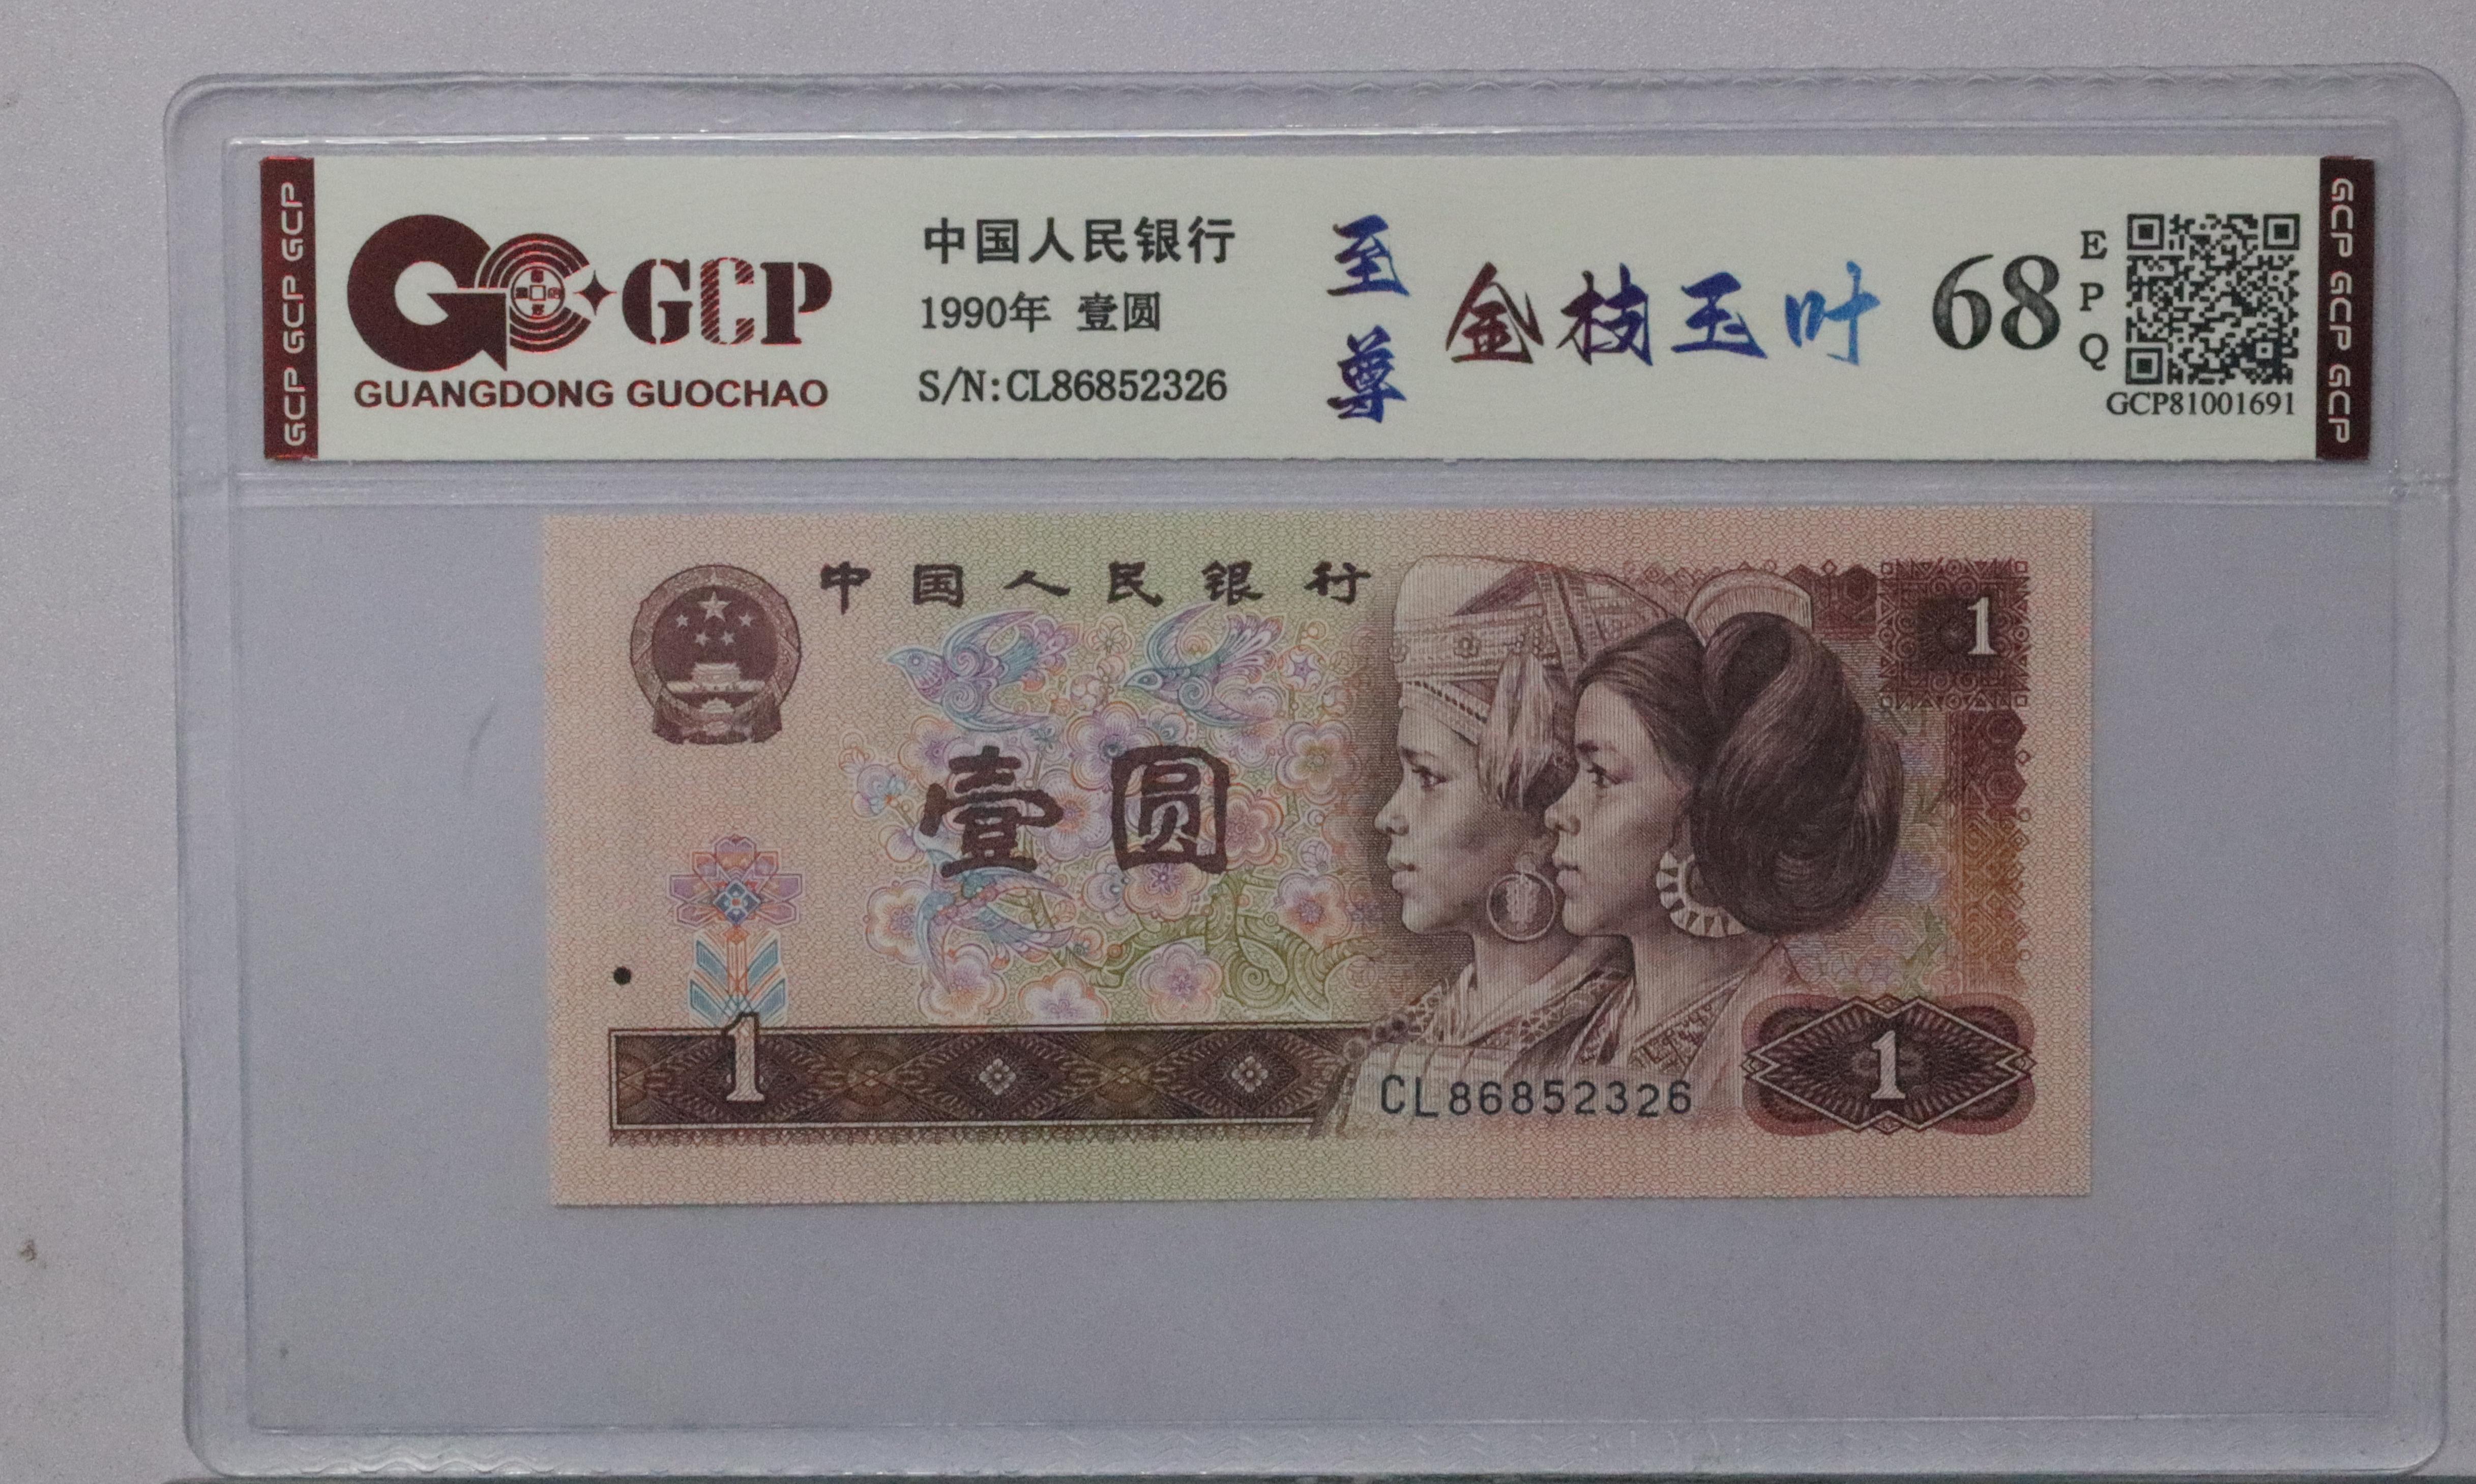 GCP GCP GCP
GCP
GUANGDONG GUOCHAO
中国人民银行
1990年 壹圆
S/N:CL86852326
至尊
金枝玉叶
68
EPQ
GCP81001691
GCP GCP GCP
中国人民银行
1
壹圆
1
CL86852326
1